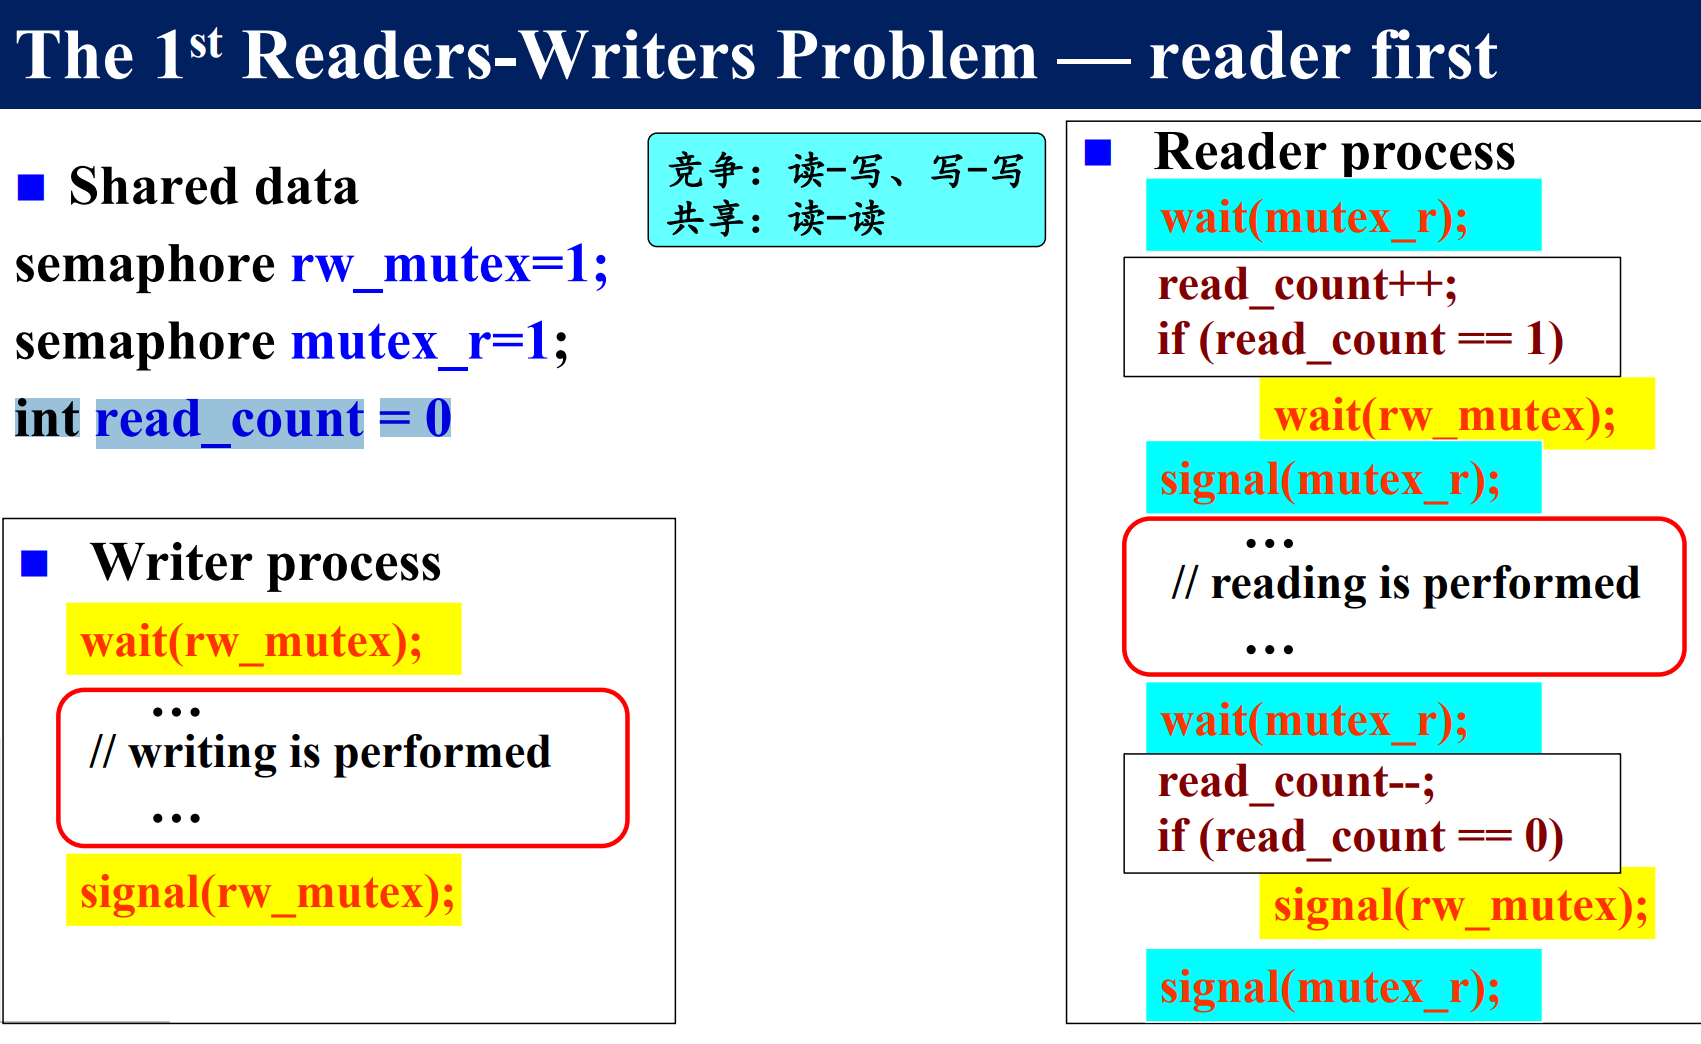 The 1st Readers-Writers Problem — reader first
Shared data
semaphore rw_mutex=1;
semaphore mutex_r=1;
int read_count = 0
竞争：读-写、写-写
共享：读-读
Writer process
wait(rw_mutex);
…
// writing is performed
…
signal(rw_mutex);
Reader process
wait(mutex_r);
read_count++;
if (read_count == 1)
wait(rw_mutex);
signal(mutex_r);
…
// reading is performed
…
wait(mutex_r);
read_count--;
if (read_count == 0)
signal(rw_mutex);
signal(mutex_r);